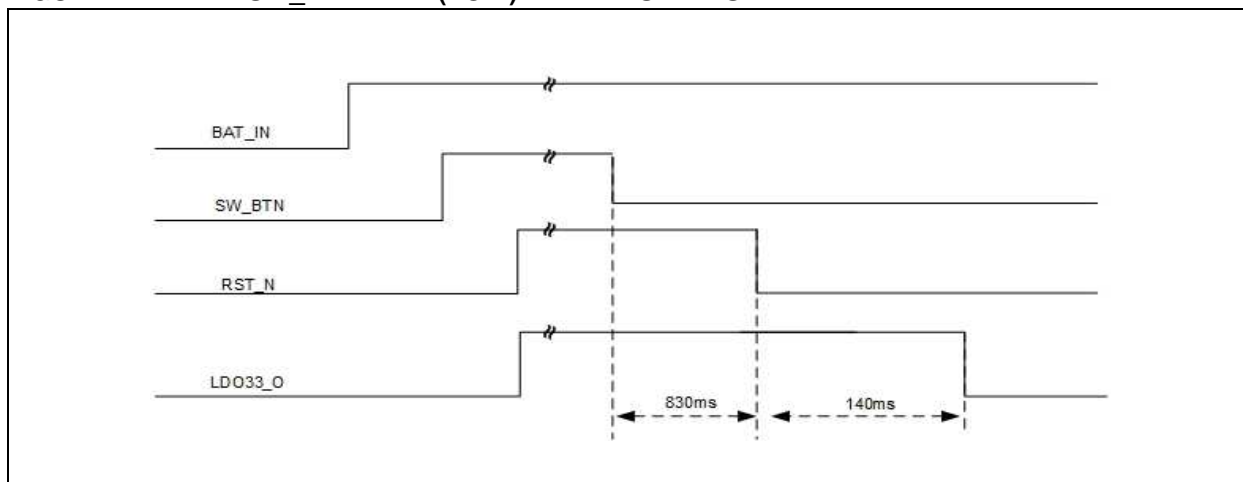 BAT_IN
SW_BTN
RST_N
LDO33_O
830ms
140ms